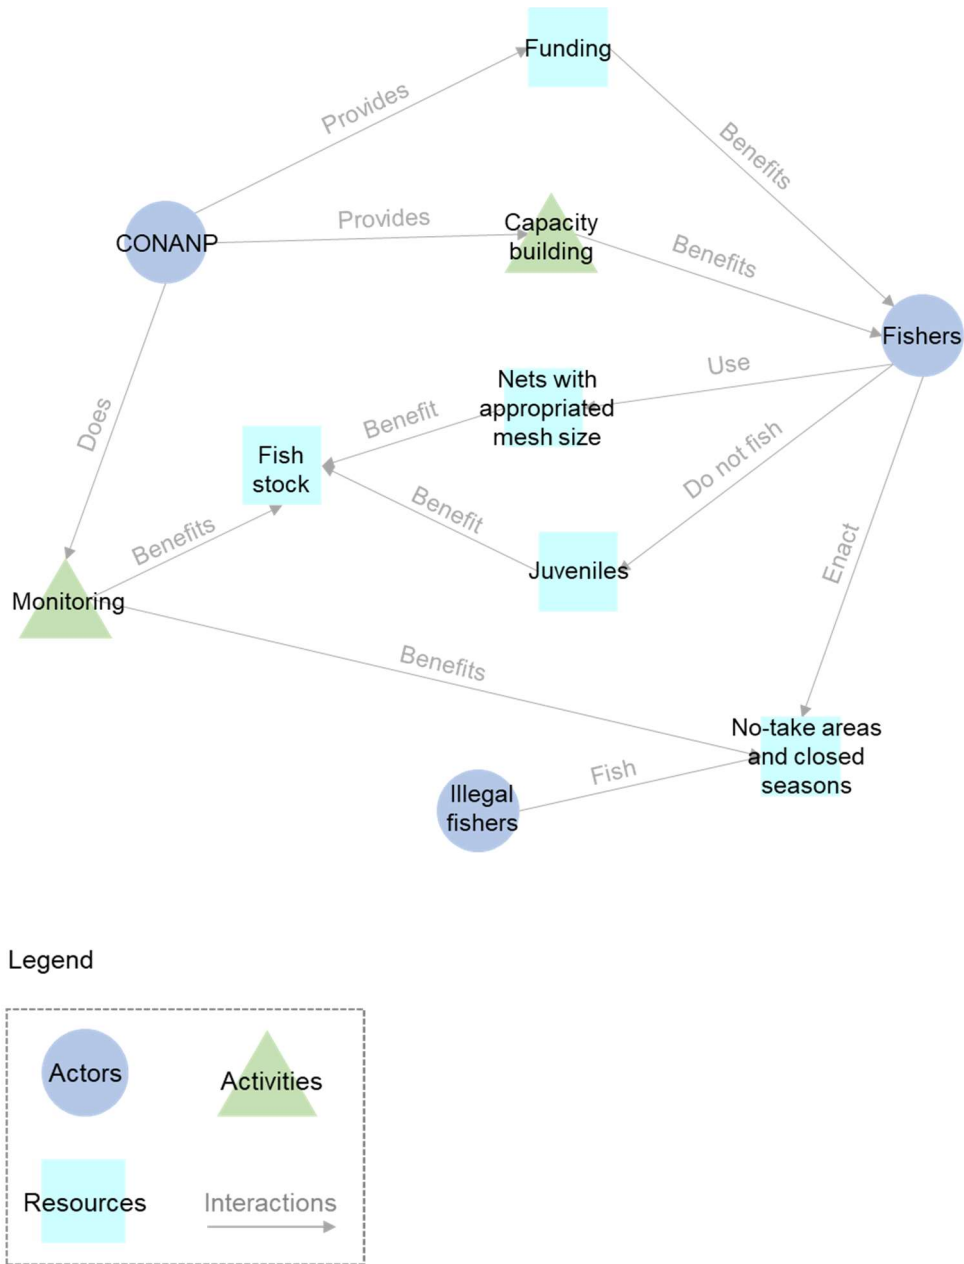 Funding
Provides
Benefits
CONANP
Provides
Capacity
building
Benefits
Fishers
Use
Nets with
appropriated
mesh size
Benefit
Does
Fish
stock
Do not fish
Benefit
Benefits
Juveniles
Enact
Monitoring
Benefits
No-take areas
and closed
seasons
Fish
Illegal
fishers
Legend
Actors
Activities
Resources
Interactions